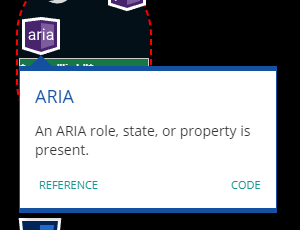 aria
ARIA
An ARIA role, state, or property is
present.
REFERENCE
CODE